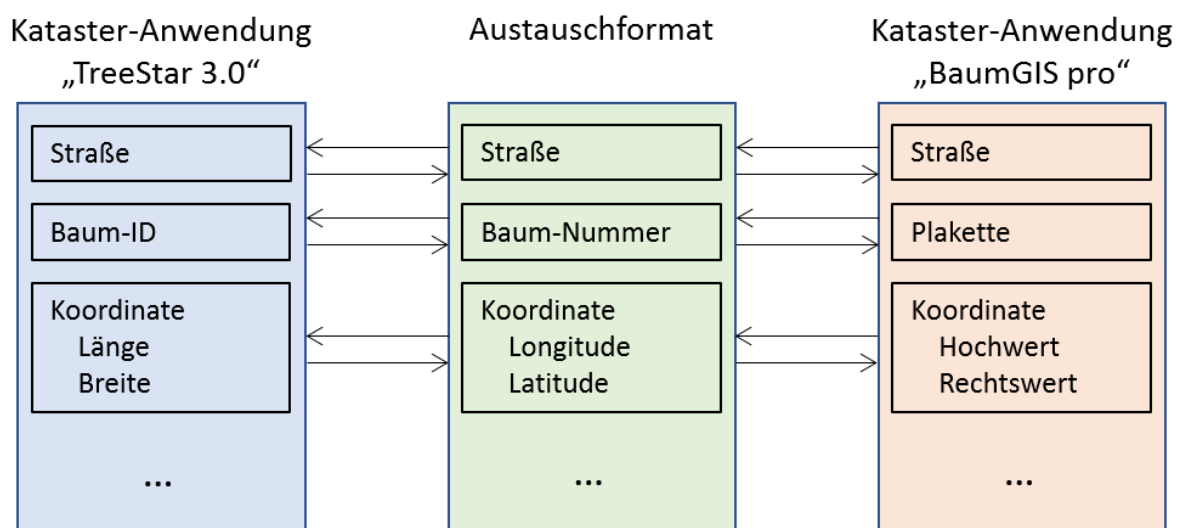 Kataster-Anwendung
„TreeStar 3.0“
Austauschformat
Kataster-Anwendung
„BaumGIS pro“
Straße
Baum-ID
Koordinate
Länge
Breite
...
Straße
Baum-Nummer
Koordinate
Longitude
Latitude
...
Straße
Plakette
Koordinate
Hochwert
Rechtswert
...